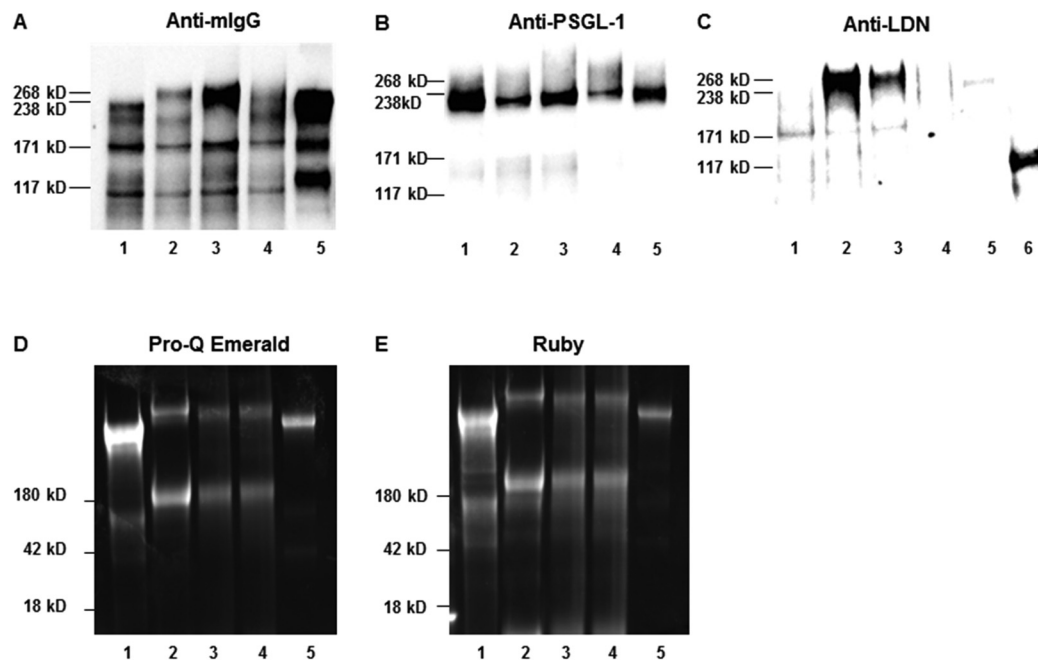 A Anti-mIgG
268 kD
238 kD
171 kD
117 kD
1 2 3 4 5
B Anti-PSGL-1
268 kD
238kD
171 kD
117 kD
1 2 3 4 5
C Anti-LDN
268 kD
238 kD
171 kD
117 kD
1 2 3 4 5 6
D Pro-Q Emerald
180 kD
42 kD
18 kD
1 2 3 4 5
E Ruby
180 kD
42 kD
18 kD
1 2 3 4 5